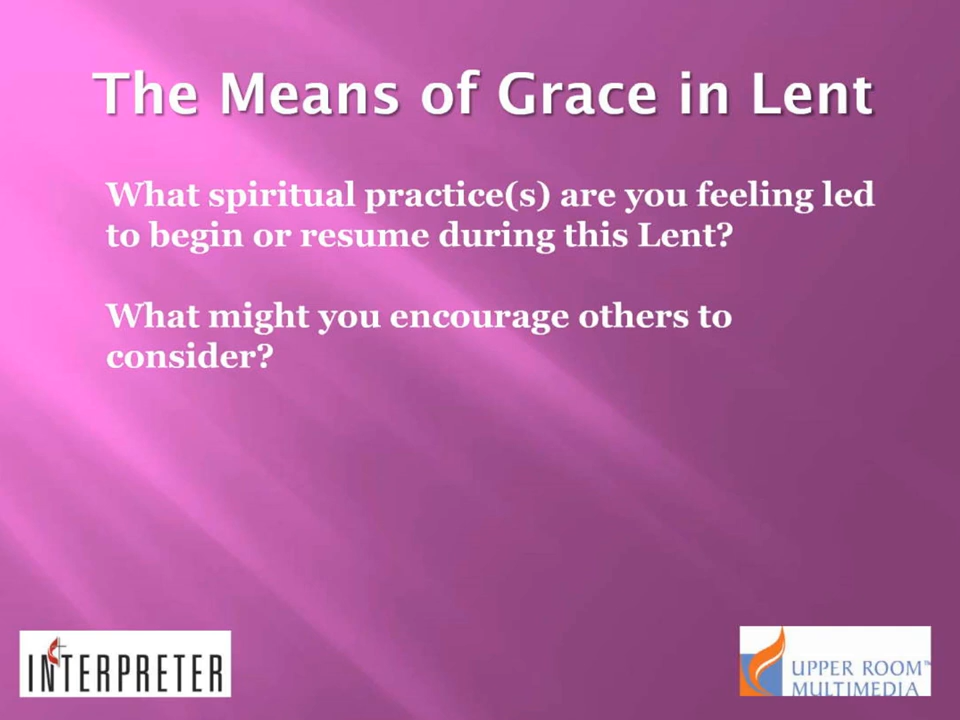 The Means of Grace in Lent
What spiritual practice(s) are you feeling led
to begin or resume during this Lent?
What might you encourage others to
consider?
INTERPRETER
UPPER ROOM™
MULTIMEDIA